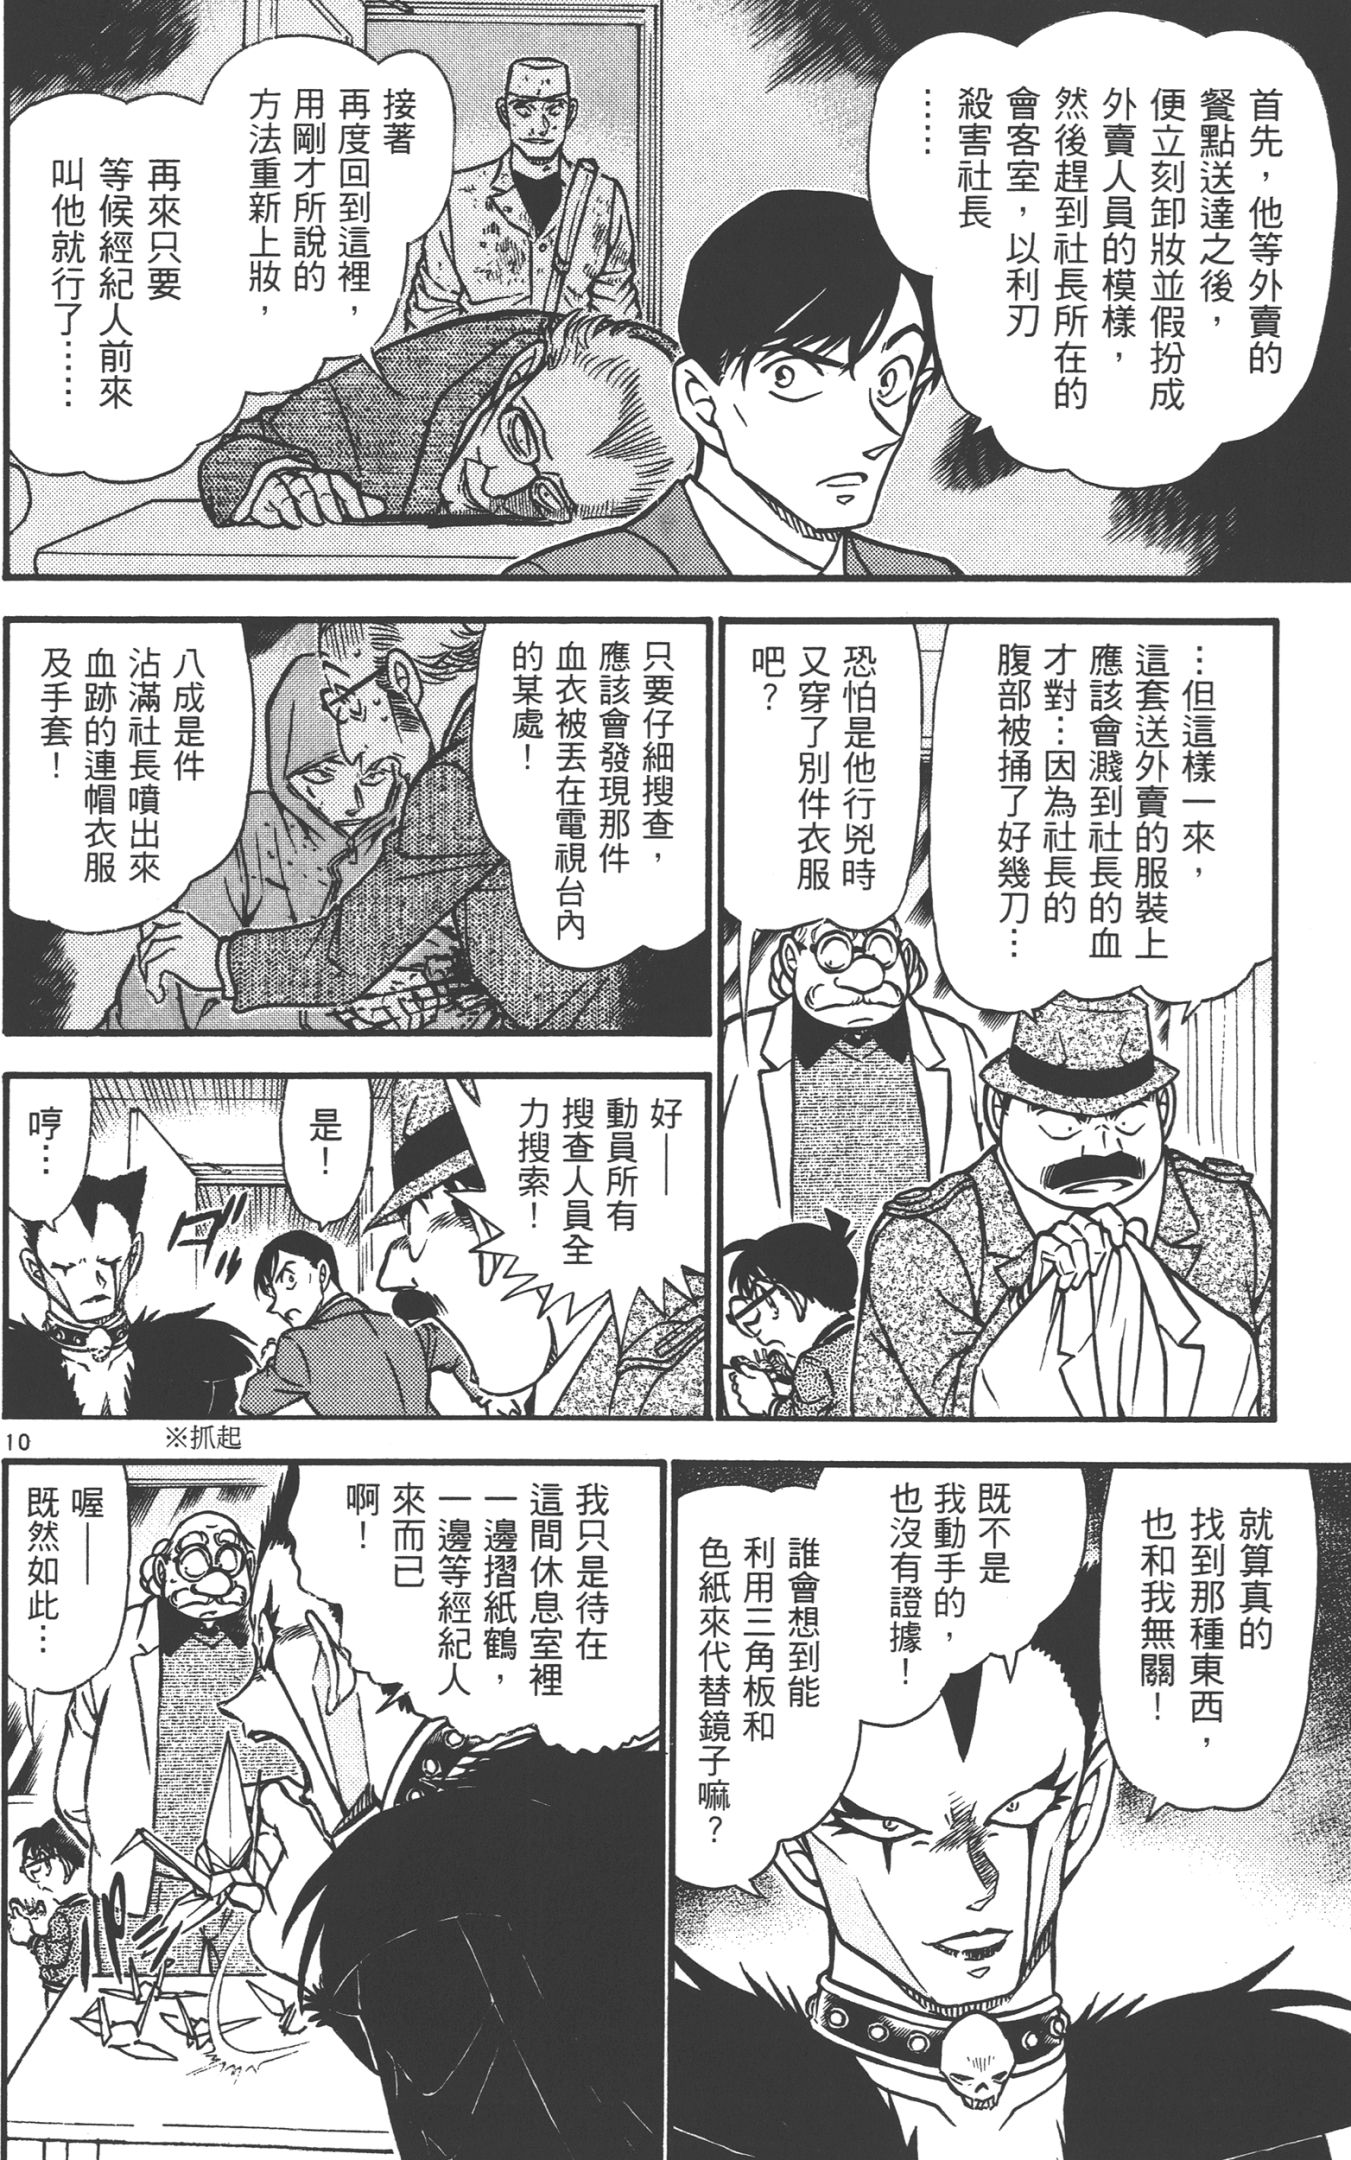 首先，他等外賣的
餐點送達之後，
便立刻卸妝並假扮成
外賣人員的模樣，
然後趕到社長所在的
會客室，以利刃
殺害社長
……
接著
再度回到這裡，
用剛才所說的
方法重新上妝，
再來只要
等候經紀人前來
叫他就行了……
…但這樣一來，
這套送外賣的服裝上
應該會濺到社長的血
才對…因為社長的
腹部被捅了好幾刀…
恐怕是他行兇時
又穿了別件衣服
吧？
只要仔細搜查，
應該會發現那件
血衣被丟在電視台內
的某處！
八成是件
沾滿社長噴出來
血跡的連帽衣服
及手套！
好——
動員所有
搜查人員全
力搜索！
是！
哼…
ゴゴ
10
※抓起
就算真的
找到那種東西，
也和我無關！
既不是
我動手的，
也沒有證據！
誰會想到能
利用三角板和
色紙來代替鏡子嘛？
我只是待在
這間休息室裡
一邊摺紙鶴，
一邊等經紀人
來而已
啊！
喔——
既然如此…